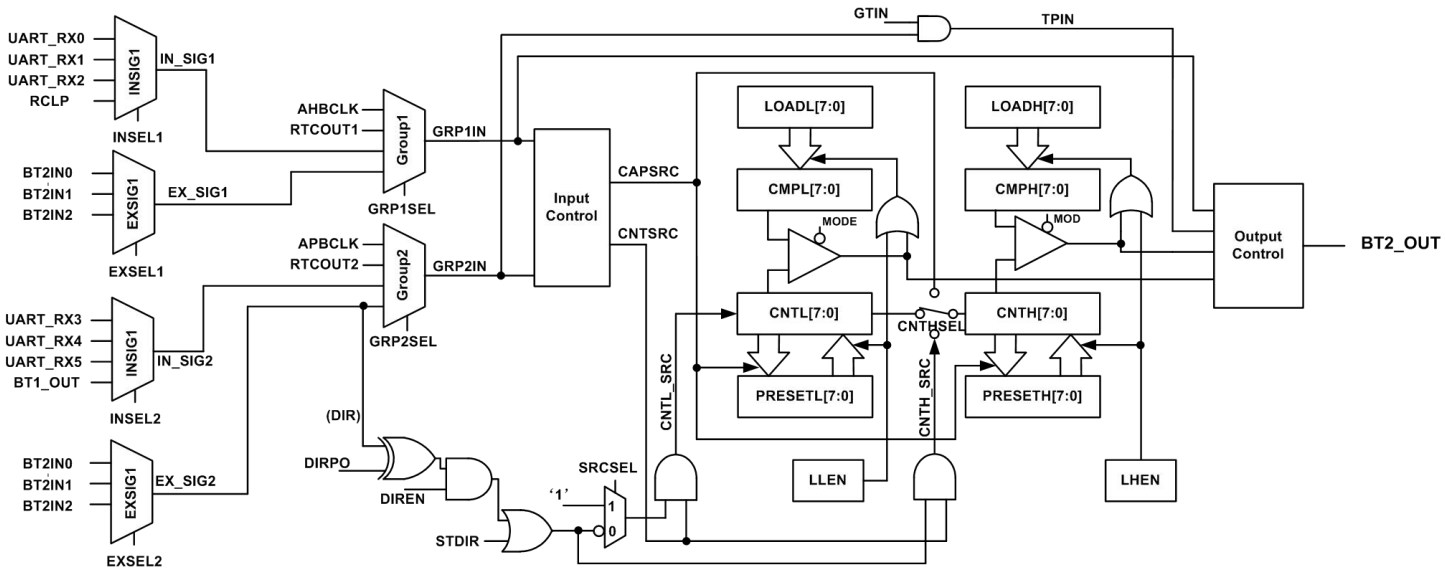 UART_RX0
UART_RX1
UART_RX2
RCLP
INSIG1
IN_SIG1
INSEL1
BT2IN0
BT2IN1
BT2IN2
EXSIG1
EX_SIG1
EXSEL1
AHBCLK
RTCOUT1
Group1
GRP1IN
GRP1SEL
APBCLK
RTCOUT2
Group2
GRP2IN
GRP2SEL
UART_RX3
UART_RX4
UART_RX5
BT1_OUT
INSIG1
IN_SIG2
INSEL2
BT2IN0
BT2IN1
BT2IN2
EXSIG1
EX_SIG2
EXSEL2
(DIR)
DIRPO
DIREN
STDIR
'1'
SRCSEL
1
0
Input
Control
CAPSRC
CNTSRC
GTIN
TPIN
LOADL[7:0]
CMPL[7:0]
MODE
CNTL[7:0]
PRESETL[7:0]
CNTL_SRC
LLEN
CNTHSEL
CNTH_SRC
LOADH[7:0]
CMPH[7:0]
MOD
CNTH[7:0]
PRESETH[7:0]
LHEN
Output
Control
BT2_OUT